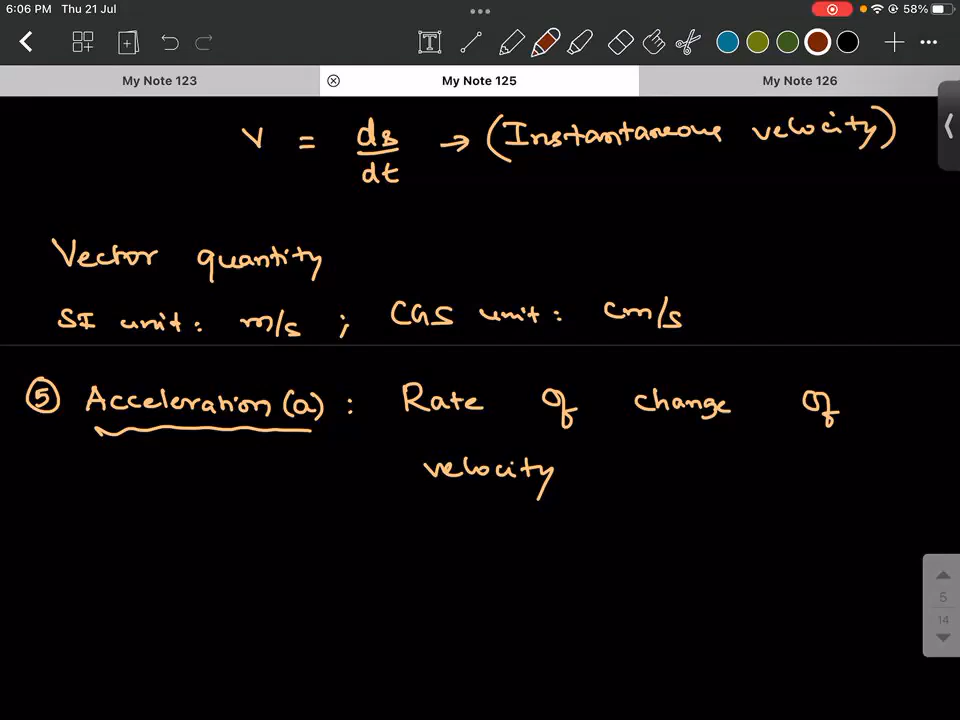 6:06 PM Thu 21 Jul
58%
My Note 123
My Note 125
My Note 126
V = ds/dt → (Instantaneous velocity)
Vector quantity
SI unit: m/s ; CGS unit: cm/s
⑤ Acceleration (a) : Rate of change of
velocity
5
14